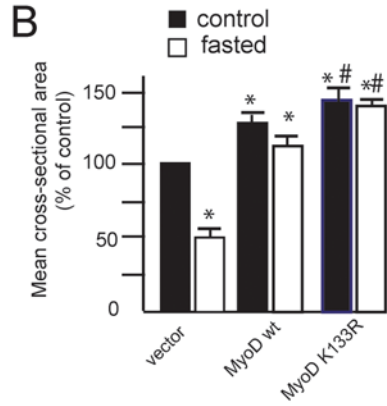 B
control
fasted
Mean cross-sectional area
(% of control)
150
100
50
0
*
*
*
* #
*#
vector
MyoD wt
MyoD K133R